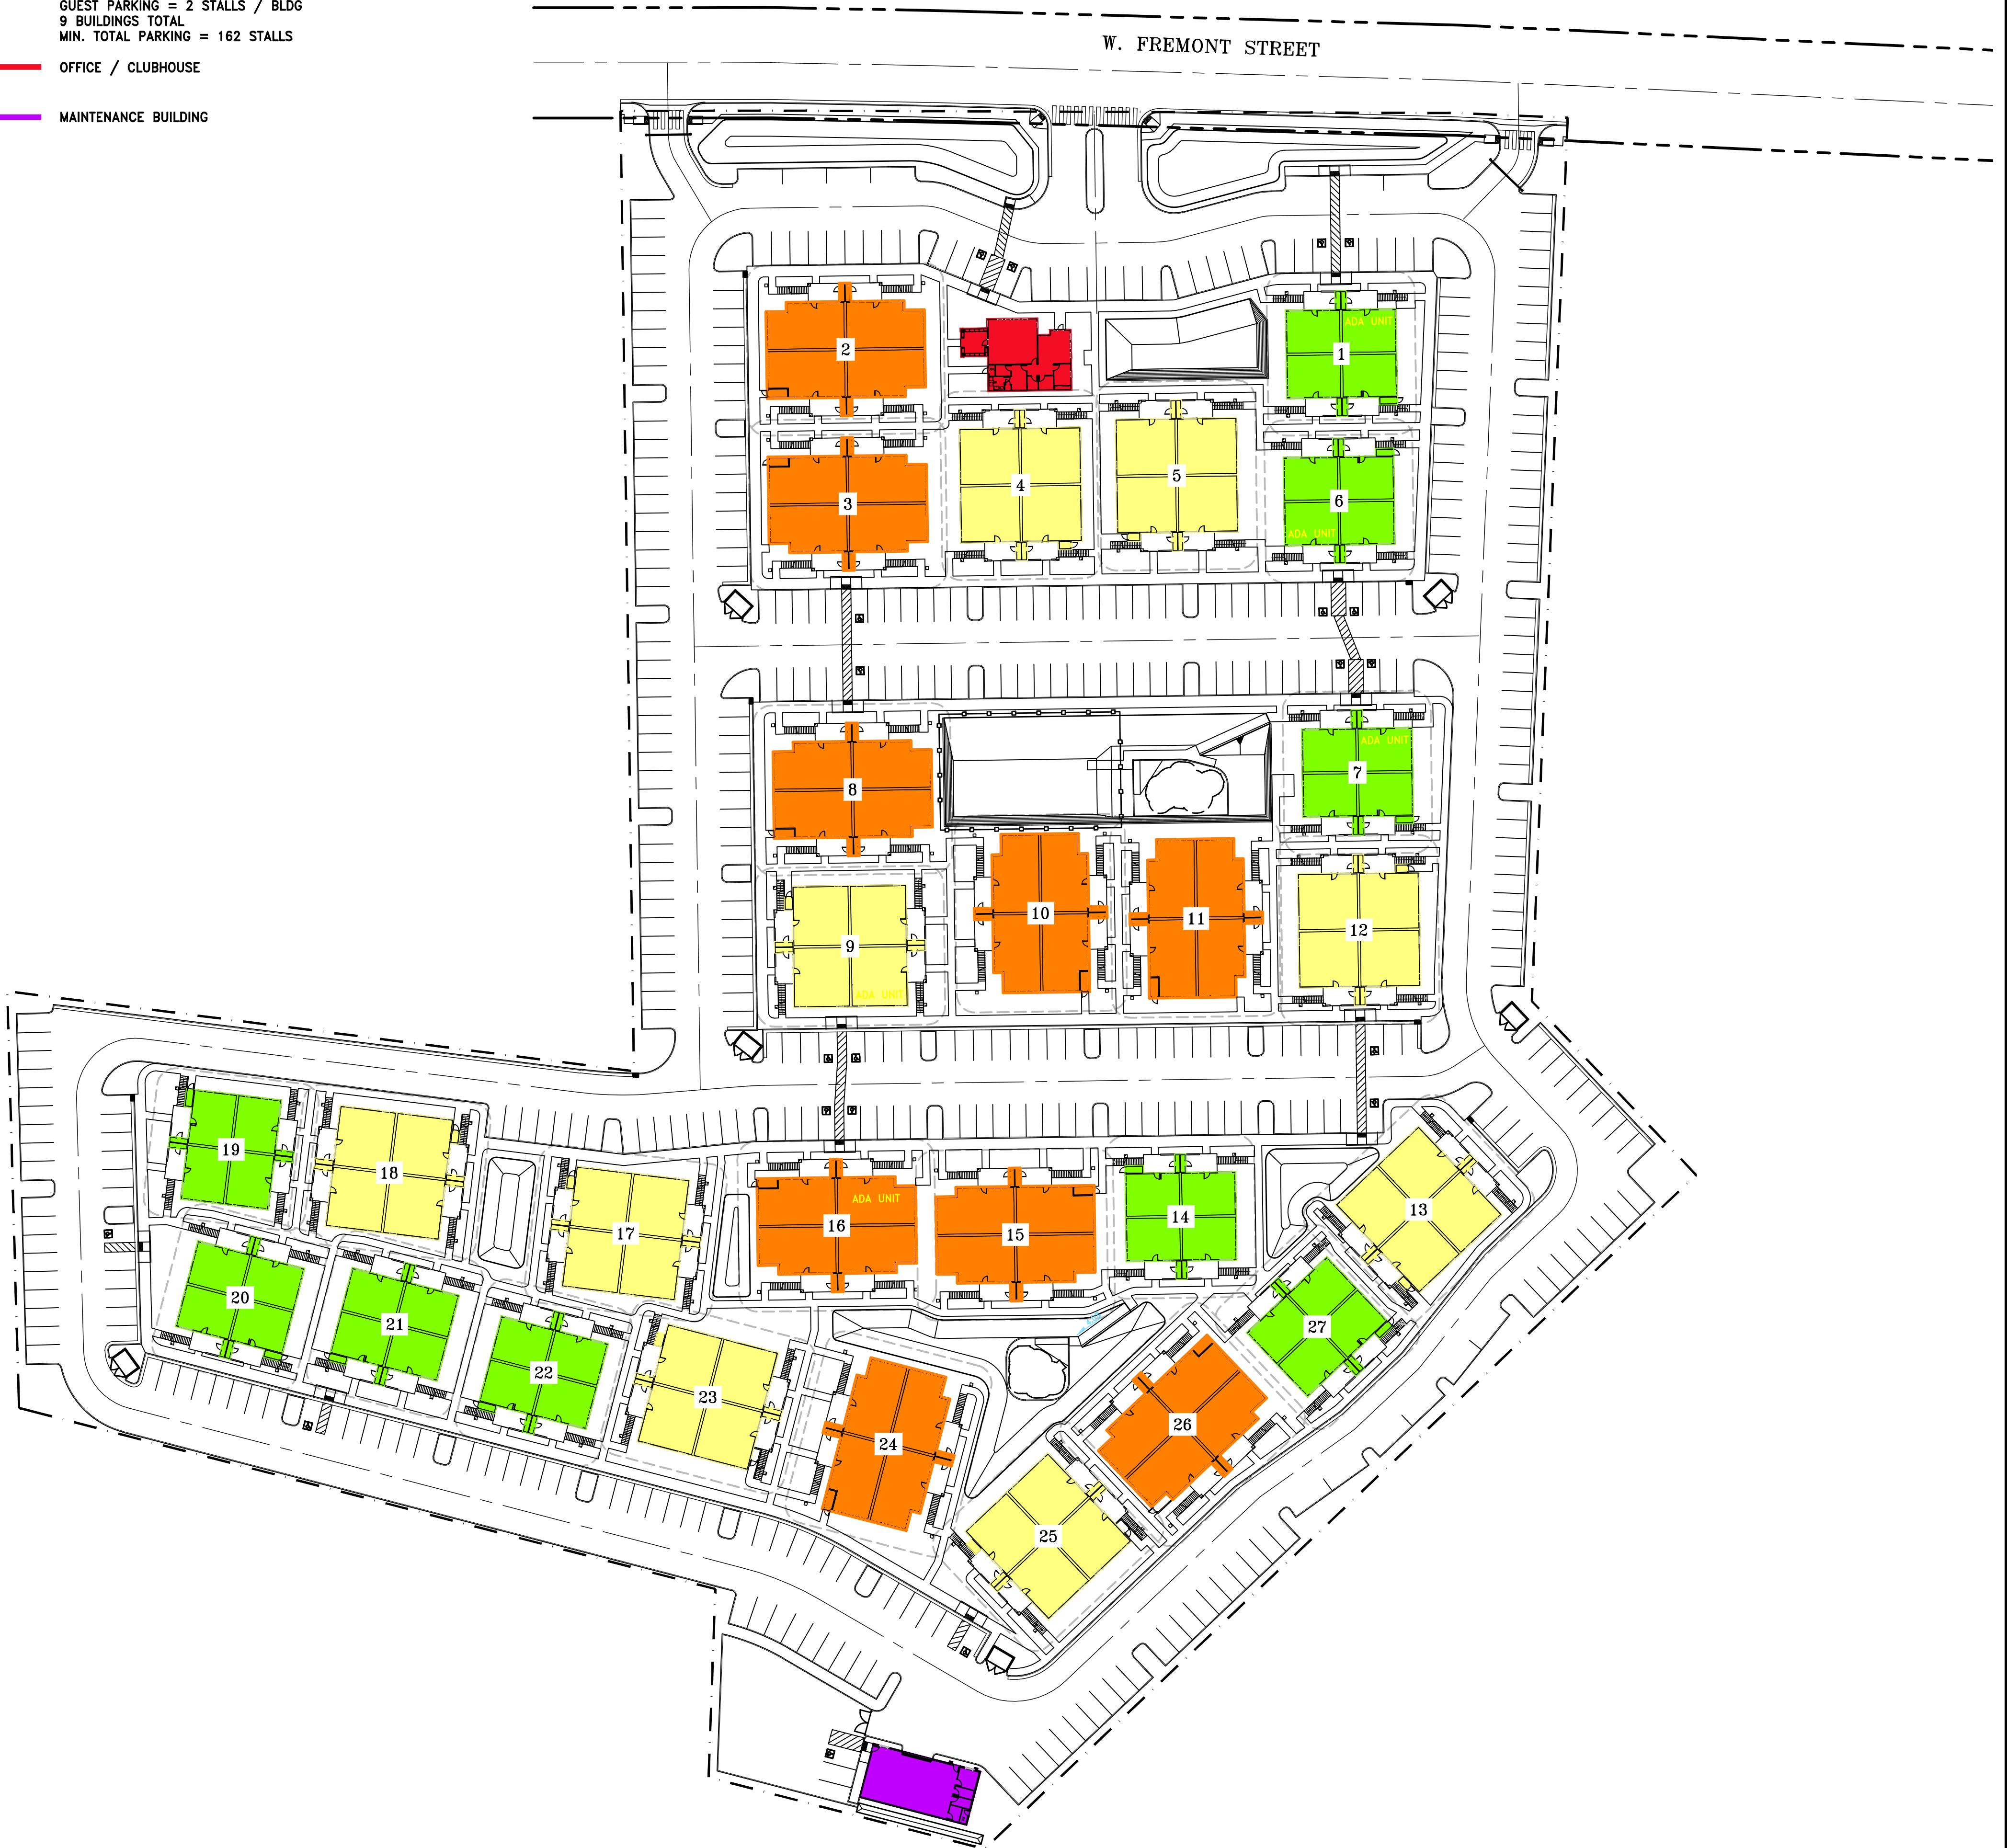 GUEST PARKING = 2 STALLS / BLDG
9 BUILDINGS TOTAL
MIN. TOTAL PARKING = 162 STALLS
OFFICE / CLUBHOUSE
MAINTENANCE BUILDING
W. FREMONT STREET
ADA UNIT
2
1
3
4
5
6
ADA UNIT
ADA UNIT
7
8
10
11
12
9
ADA UNIT
19
18
17
ADA UNIT
16
15
14
13
20
21
22
23
24
25
26
27